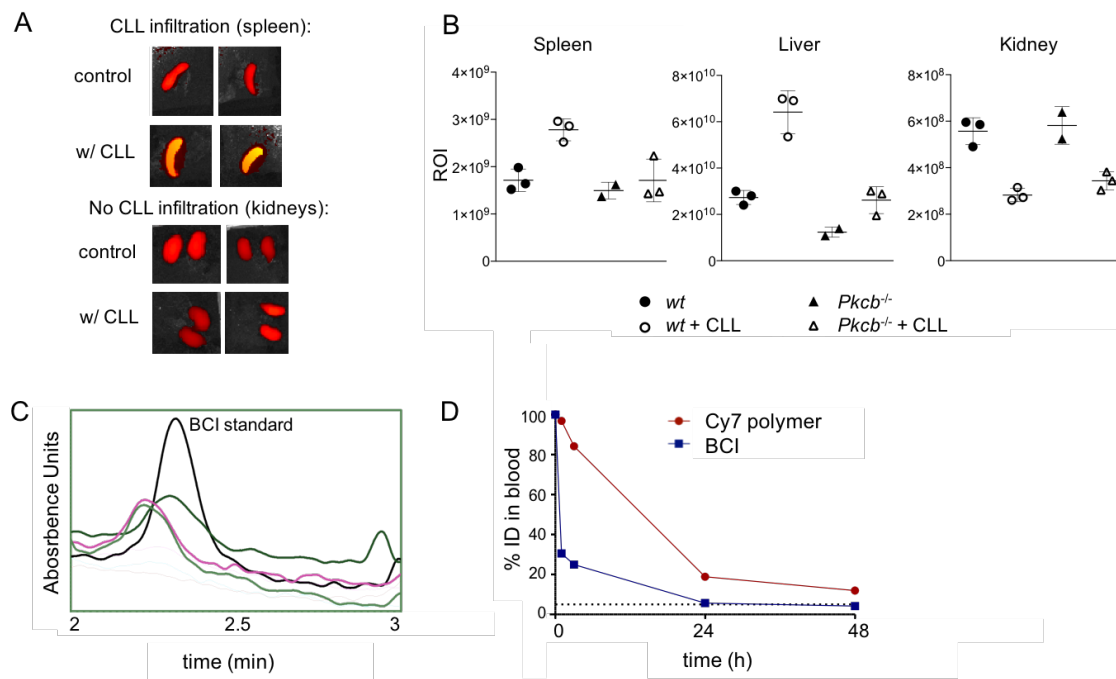 A
CLL infiltration (spleen):
control
w/ CLL
No CLL infiltration (kidneys):
control
w/ CLL
B
Spleen
Liver
Kidney
ROI
4×10⁹
3×10⁹
2×10⁹
1×10⁹
0
8×10¹⁰
6×10¹⁰
4×10¹⁰
2×10¹⁰
0
8×10⁸
6×10⁸
4×10⁸
2×10⁸
0
wt
Pkcb-/-
wt + CLL
Pkcb-/- + CLL
C
BCI standard
Abosrbence Units
2
2.5
3
time (min)
D
Cy7 polymer
BCI
% ID in blood
100
80
60
40
20
0
0
24
48
time (h)